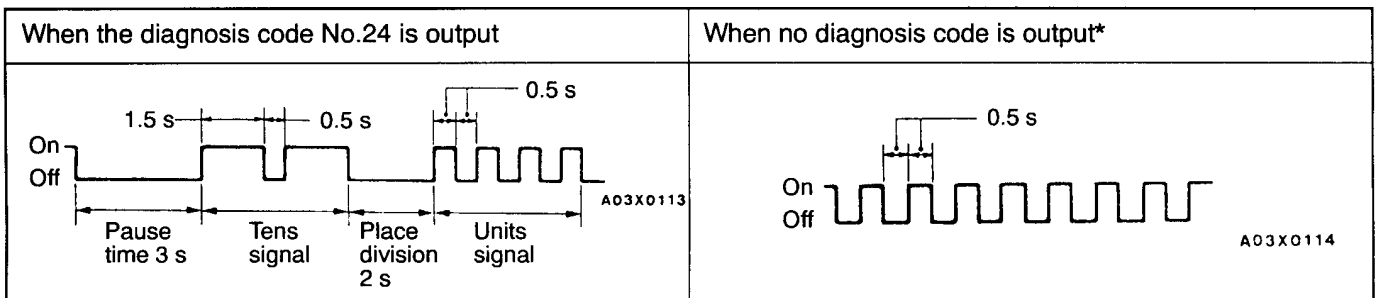 When the diagnosis code No.24 is output
When no diagnosis code is output*
0.5 s
1.5 s
0.5 s
On
Off
A03X0113
Pause
time 3 s
Tens
signal
Place
division
2 s
Units
signal
0.5 s
On
Off
A03X0114